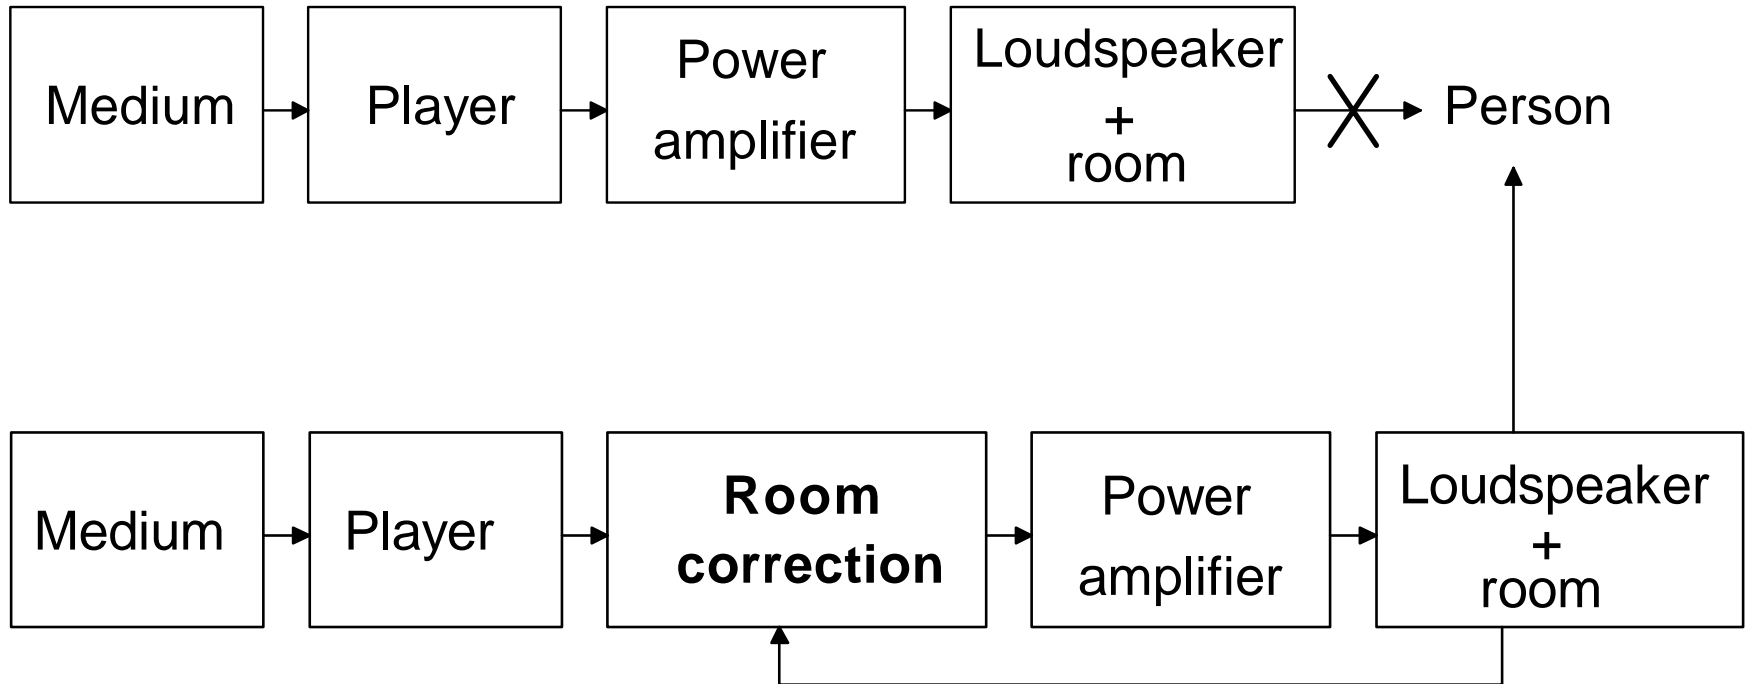 Medium
Player
Power
amplifier
Loudspeaker
+
room
Person
Medium
Player
Room
correction
Power
amplifier
Loudspeaker
+
room